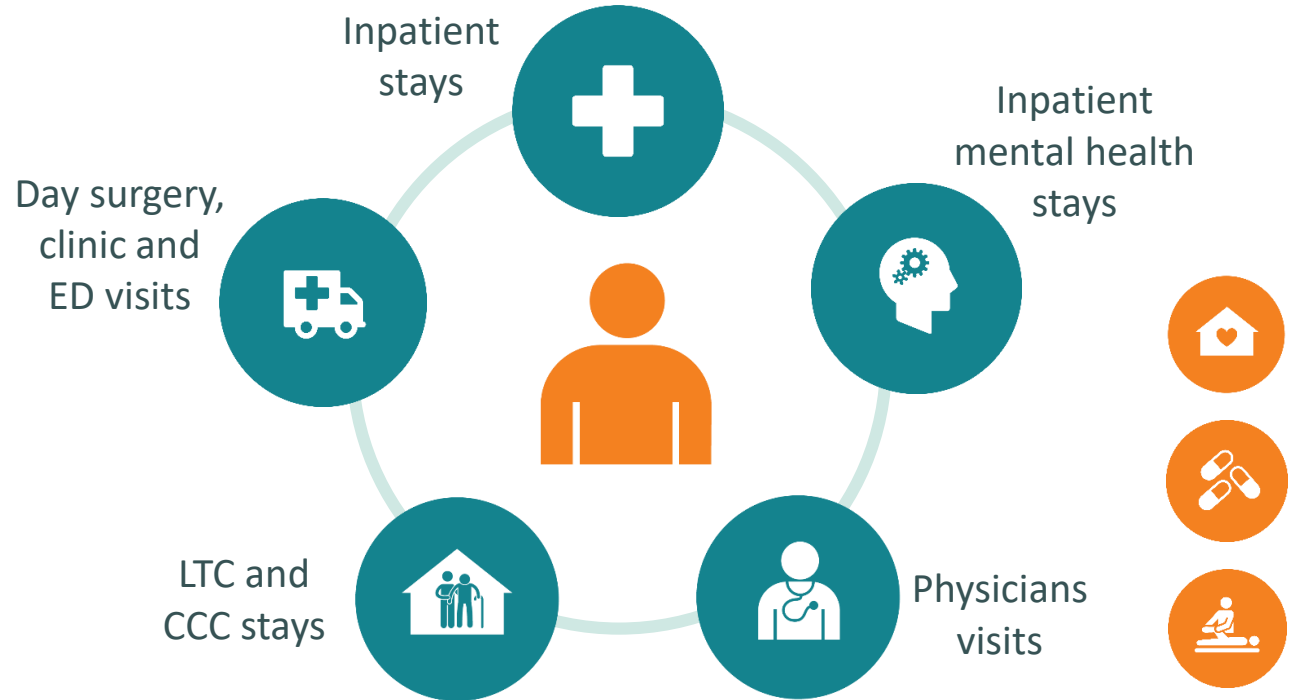 Inpatient
stays
Inpatient
mental health
stays
Day surgery,
clinic and
ED visits
LTC and
CCC stays
Physicians
visits